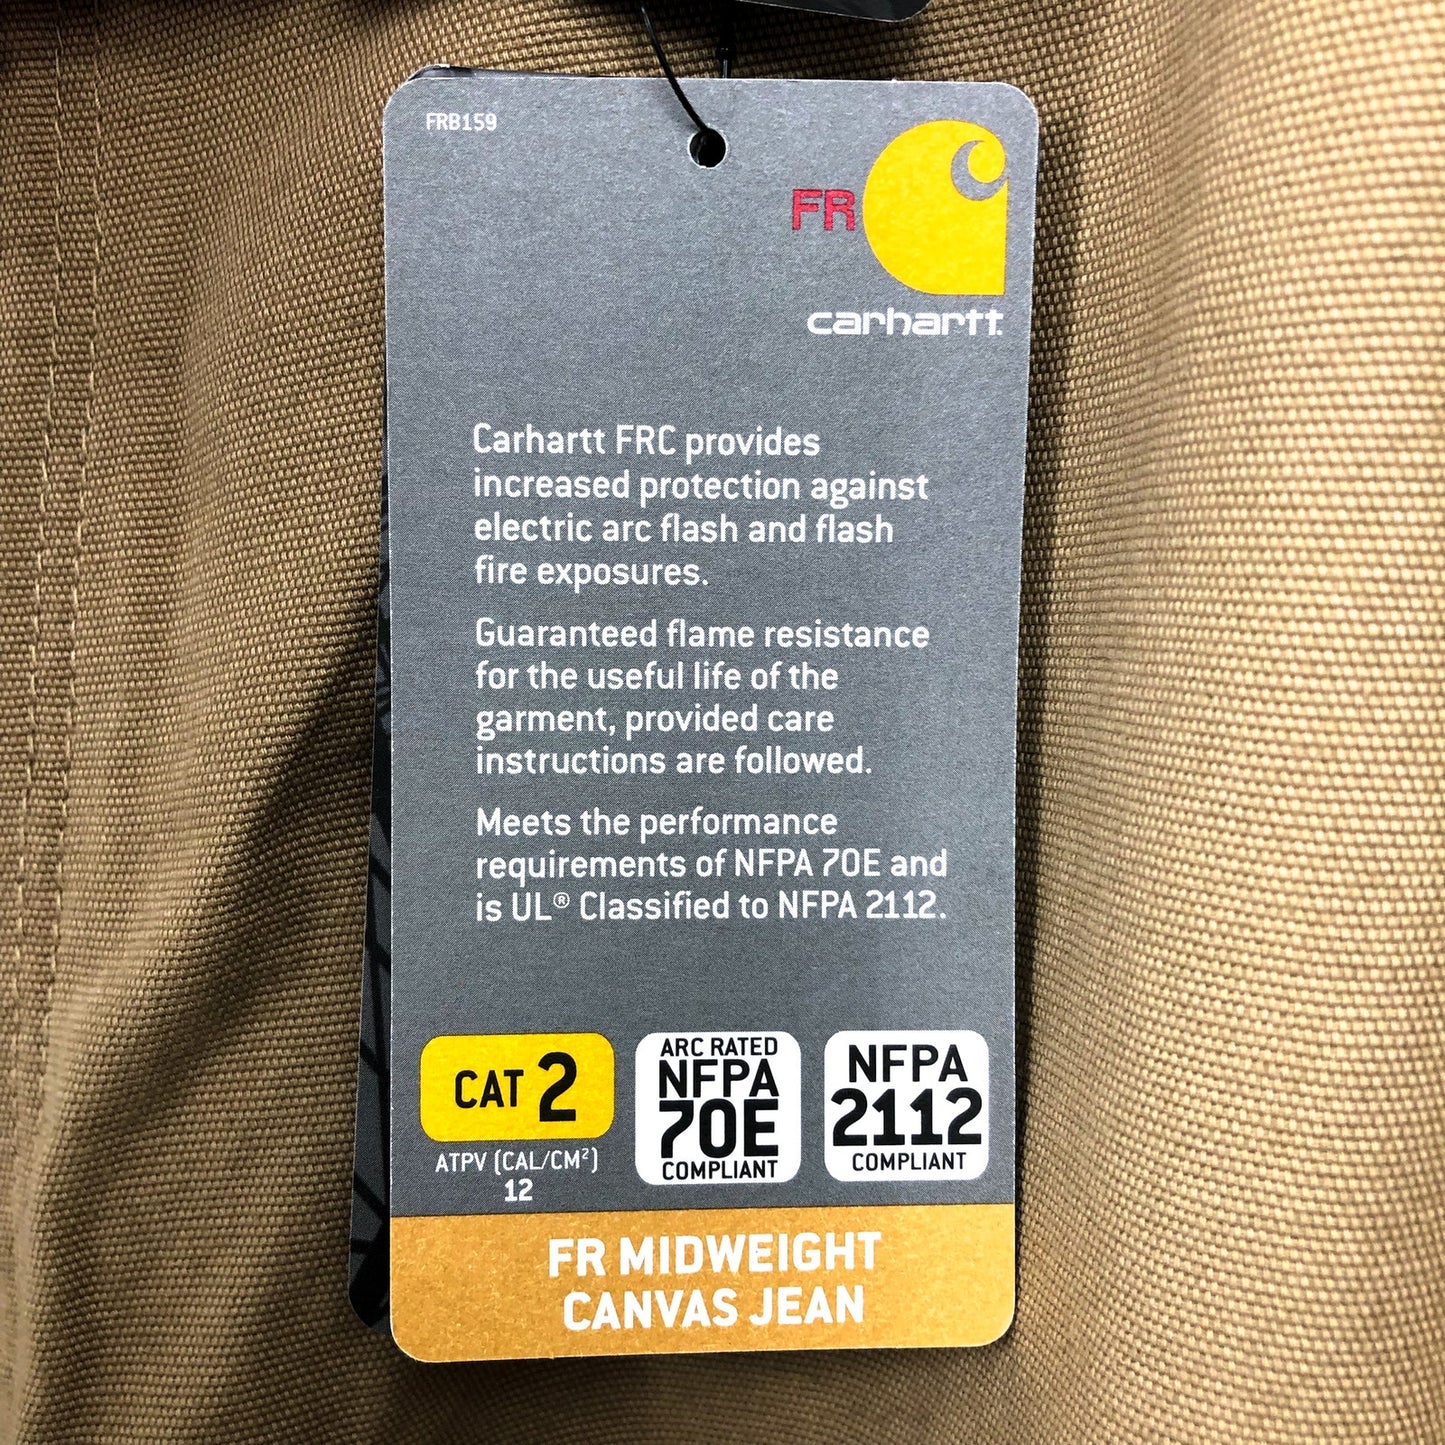 FRB159
FR
carhartt
Carhartt FRC provides
increased protection against
electric arc flash and flash
fire exposures.
Guaranteed flame resistance
for the useful life of the
garment, provided care
instructions are followed.
Meets the performance
requirements of NFPA 70E and
is UL® Classified to NFPA 2112.
CAT 2
ATPV (CAL/CM²)
12
ARC RATED
NFPA
70E
COMPLIANT
NFPA
2112
COMPLIANT
FR MIDWEIGHT
CANVAS JEAN